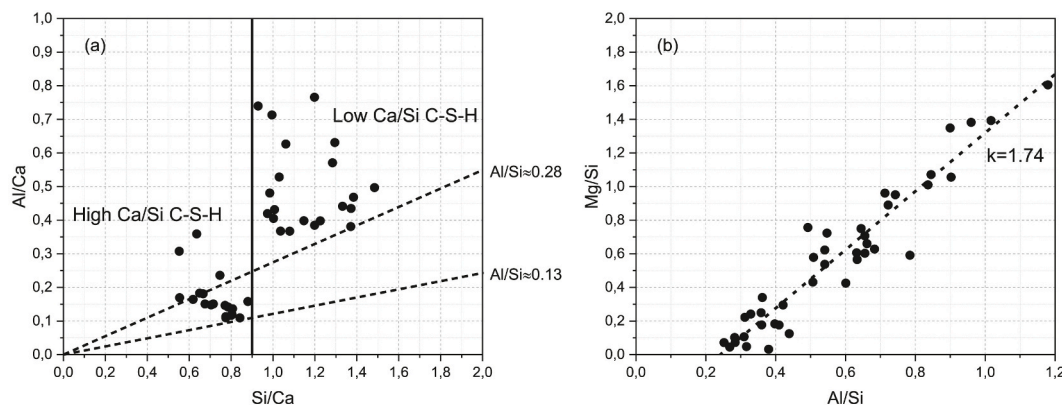 (a)
1,0
0,9
0,8
0,7
0,6
0,5
0,4
0,3
0,2
0,1
0,0
Al/Ca
Low Ca/Si C-S-H
High Ca/Si C-S-H
Al/Si≈0.28
Al/Si≈0.13
0,0 0,2 0,4 0,6 0,8 1,0 1,2 1,4 1,6 1,8 2,0
Si/Ca
(b)
2,0
1,8
1,6
1,4
1,2
1,0
0,8
0,6
0,4
0,2
0,0
Mg/Si
k=1.74
0,0 0,2 0,4 0,6 0,8 1,0 1,2
Al/Si